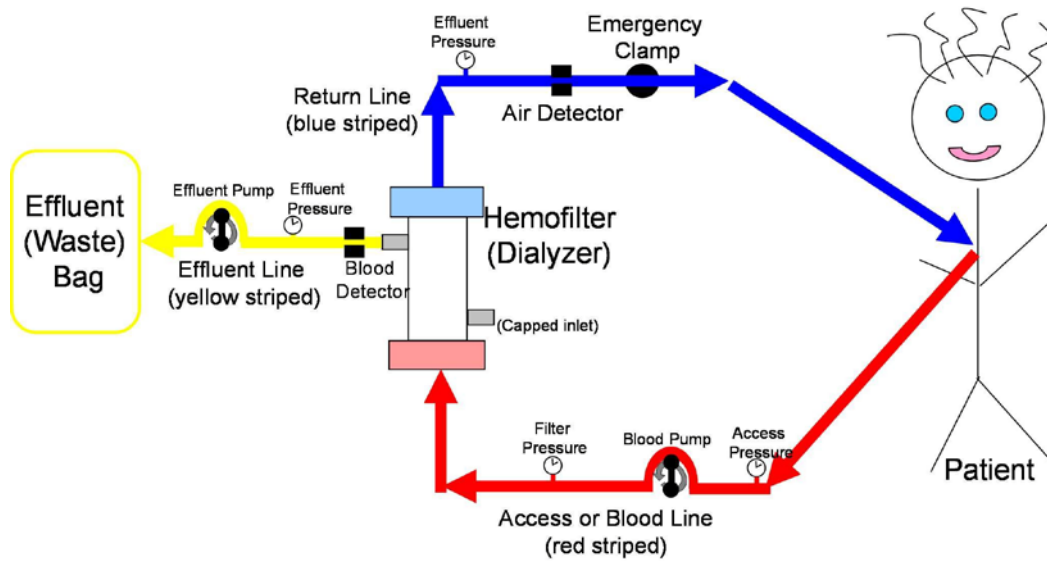 Effluent
Pressure
Emergency
Clamp
Return Line
(blue striped)
Air Detector
Effluent
(Waste)
Bag
Effluent Pump
Effluent
Pressure
Effluent Line
(yellow striped)
Blood
Detector
Hemofilter
(Dialyzer)
(Capped inlet)
Filter
Pressure
Blood Pump
Access
Pressure
Access or Blood Line
(red striped)
Patient